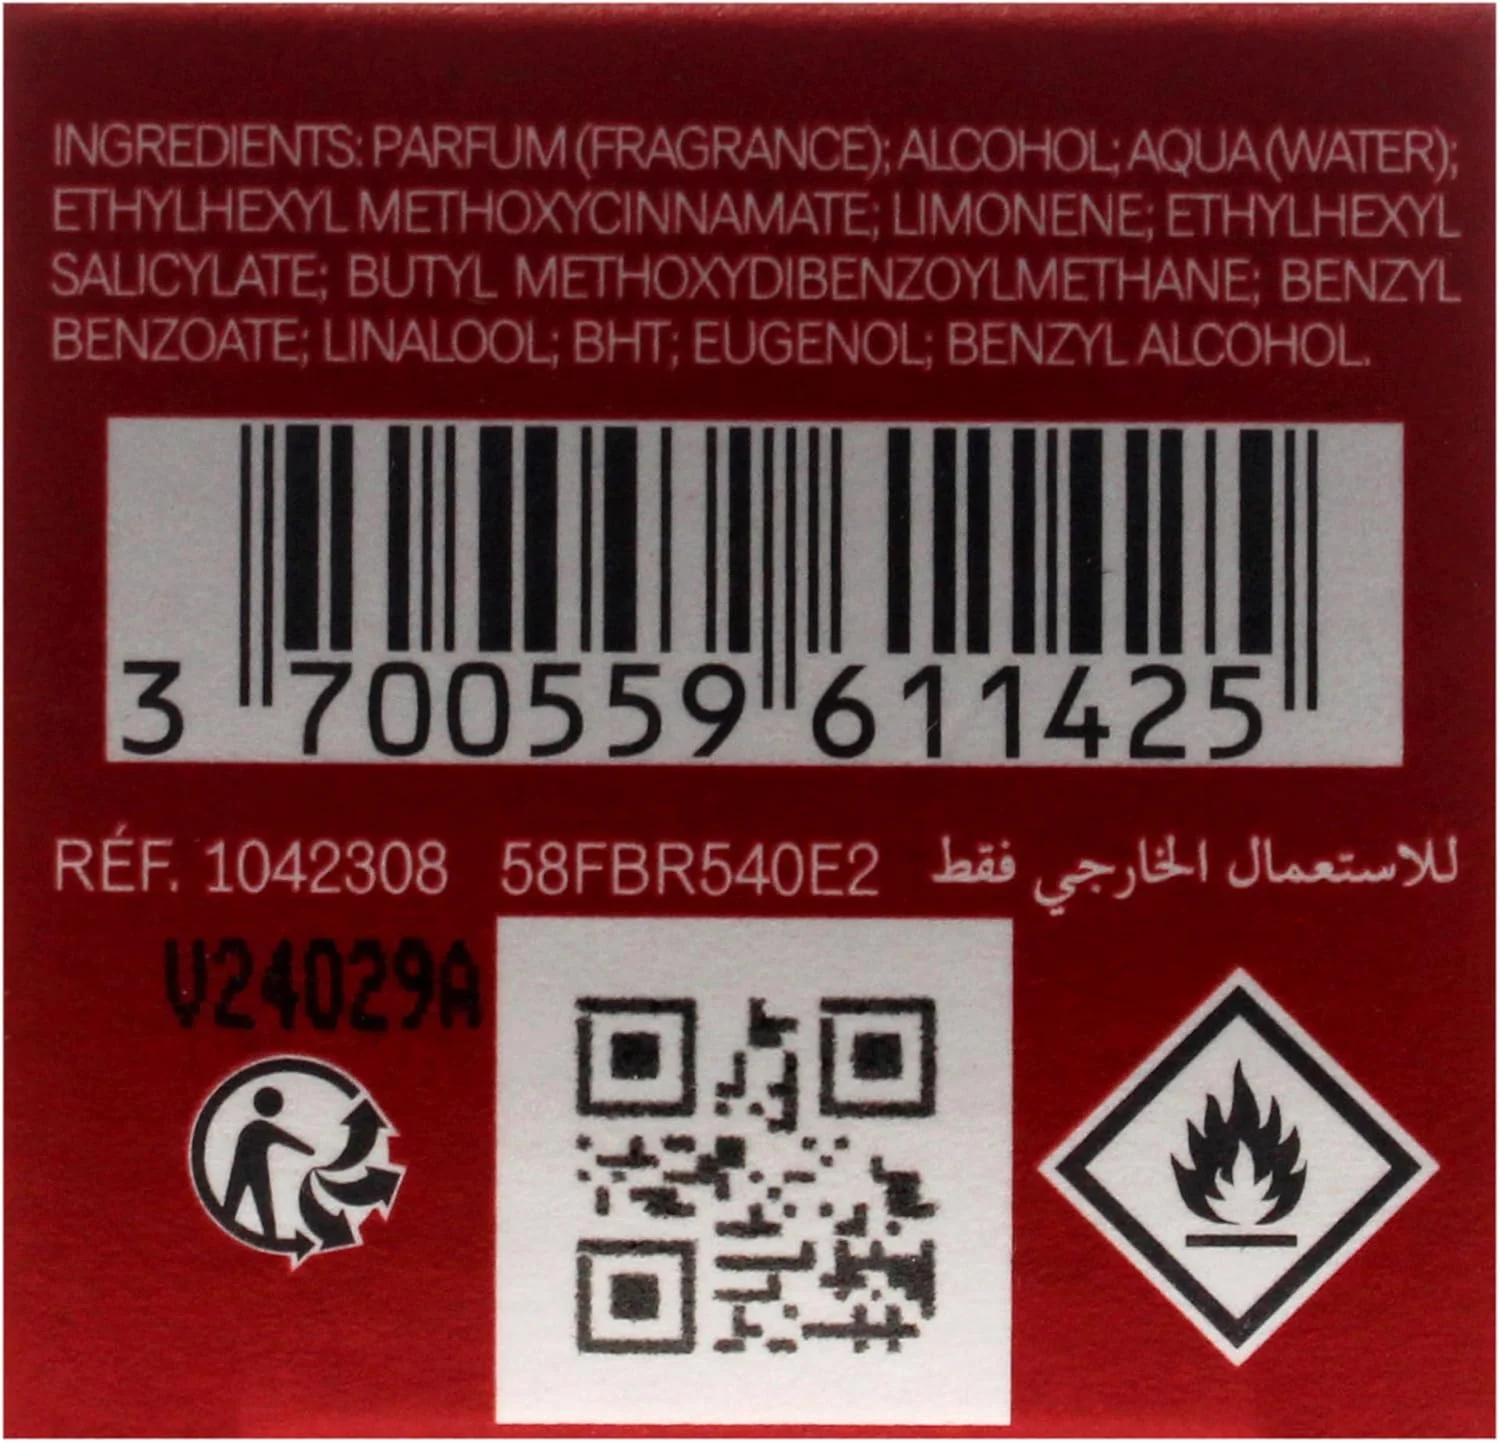 INGREDIENTS: PARFUM (FRAGRANCE); ALCOHOL; AQUA (WATER);
ETHYLHEXYL METHOXYCINNAMATE; LIMONENE; ETHYLHEXYL
SALICYLATE; BUTYL METHOXYDIBENZOYLMETHANE; BENZYL
BENZOATE; LINALOOL; BHT; EUGENOL; BENZYL ALCOHOL.
3 700559 611425
RÉF. 1042308 58FBR540E2 للاستعمال الخارجي فقط
V24029A